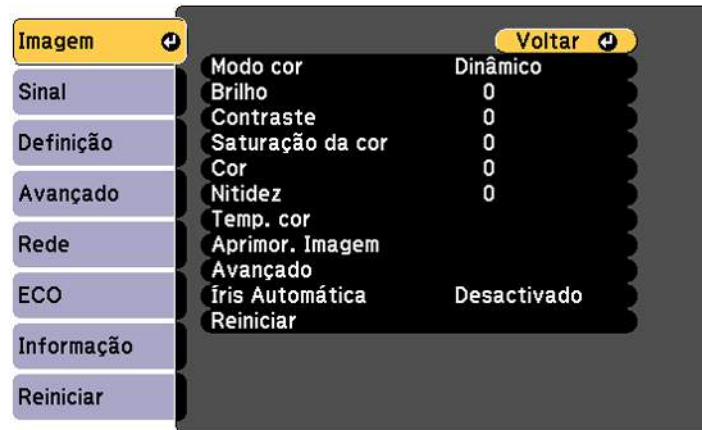 Imagem
Sinal
Definição
Avançado
Rede
ECO
Informação
Reiniciar
Voltar
Modo cor Dinâmico
Brilho 0
Contraste 0
Saturação da cor 0
Cor 0
Nitidez 0
Temp. cor
Aprimor. Imagem
Avançado
Íris Automática Desactivado
Reiniciar